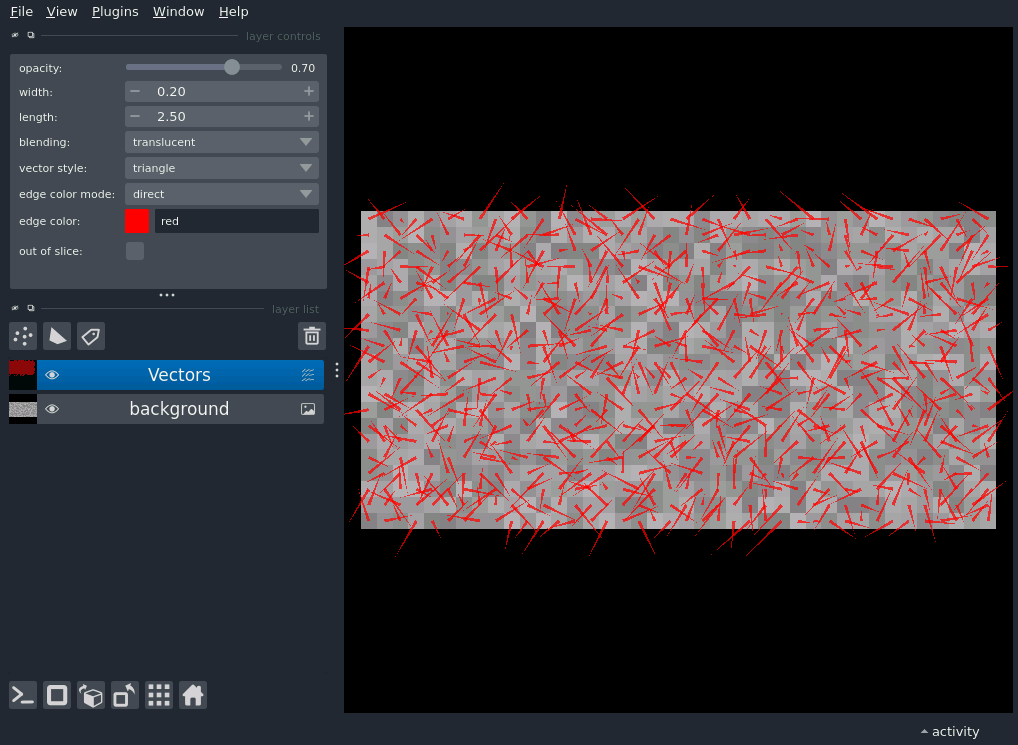 File View Plugins Window Help
layer controls
opacity: 0.70
width: 0.20
length: 2.50
blending: translucent
vector style: triangle
edge color mode: direct
edge color: red
out of slice:
layer list
Vectors
background
activity